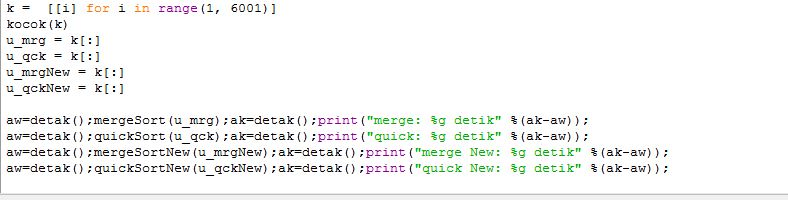 k =  [[i] for i in range(1, 6001)]
kocok(k)
u_mrg = k[:]
u_qck = k[:]
u_mrgNew = k[:]
u_qckNew = k[:]
aw=detak();mergeSort(u_mrg);ak=detak();print("merge: %g detik" %(ak-aw));
aw=detak();quickSort(u_qck);ak=detak();print("quick: %g detik" %(ak-aw));
aw=detak();mergeSortNew(u_mrgNew);ak=detak();print("merge New: %g detik" %(ak-aw));
aw=detak();quickSortNew(u_qckNew);ak=detak();print("quick New: %g detik" %(ak-aw));